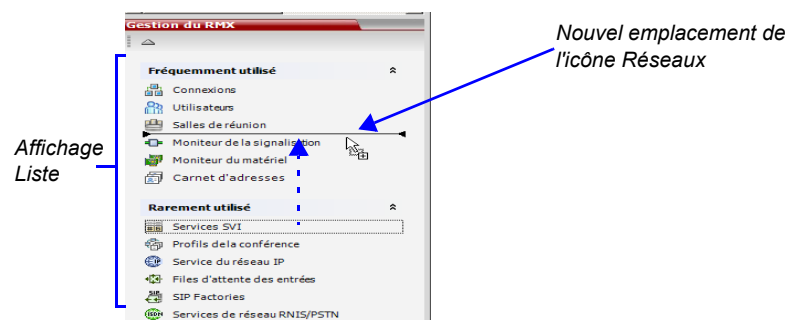 Gestion du RMX
Nouvel emplacement de
l'icône Réseaux
Fréquemment utilisé
Connexions
Utilisateurs
Salles de réunion
Moniteur de la signalisation
Moniteur du matériel
Carnet d'adresses
Affichage
Liste
Rarement utilisé
Services SVI
Profils de la conférence
Service du réseau IP
Files d'attente des entrées
SIP Factories
Services de réseau RNIS/PSTN